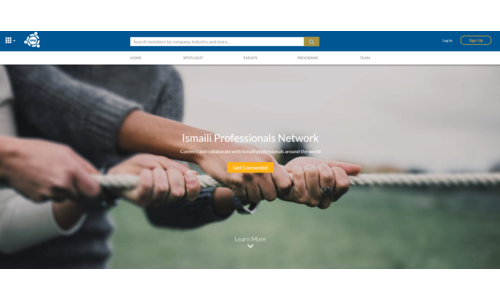 Search members by company, industry and more...
Log In
Sign Up
HOME
SPOTLIGHT
EVENTS
PROGRAMS
TEAM
Ismaili Professionals Network
Connect and collaborate with Ismaili professionals around the world.
Get Connected
Learn More